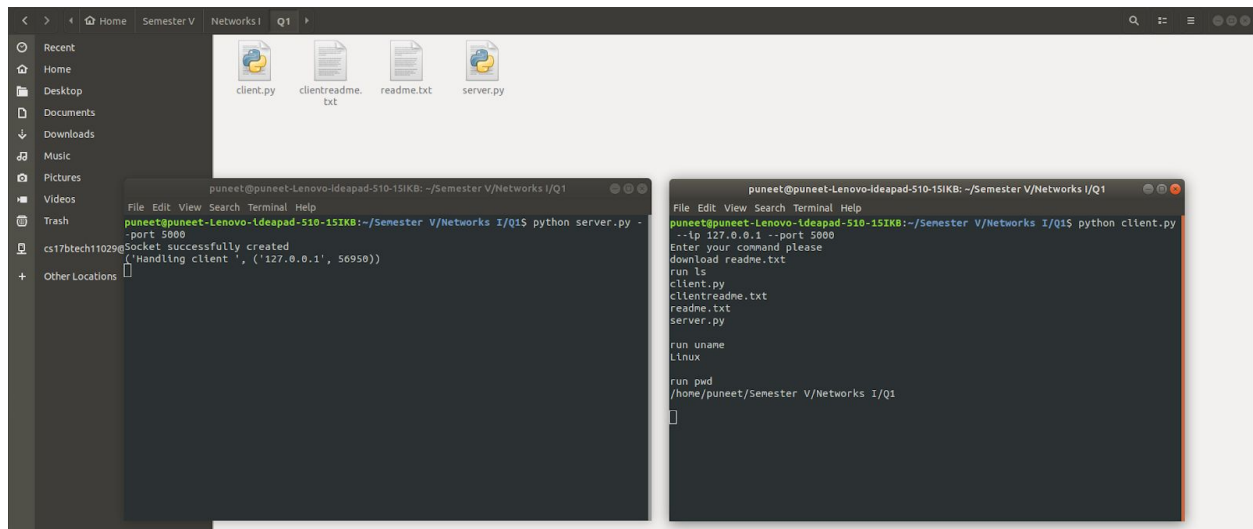 Home Semester V Networks I Q1
Recent
Home
Desktop
Documents
Downloads
Music
Pictures
Videos
Trash
cs17btech11029@
Other Locations
client.py
clientreadme.
txt
readme.txt
server.py
puneet@puneet-Lenovo-ideapad-510-15IKB: ~/Semester V/Networks I/Q1
File Edit View Search Terminal Help
puneet@puneet-Lenovo-ideapad-510-15IKB:~/Semester V/Networks I/Q1$ python server.py -
-port 5000
Socket successfully created
('Handling client ', ('127.0.0.1', 56950))
puneet@puneet-Lenovo-ideapad-510-15IKB: ~/Semester V/Networks I/Q1
File Edit View Search Terminal Help
puneet@puneet-Lenovo-ideapad-510-15IKB:~/Semester V/Networks I/Q1$ python client.py
--ip 127.0.0.1 --port 5000
Enter your command please
download readme.txt
run ls
client.py
clientreadme.txt
readme.txt
server.py
run uname
Linux
run pwd
/home/puneet/Semester V/Networks I/Q1